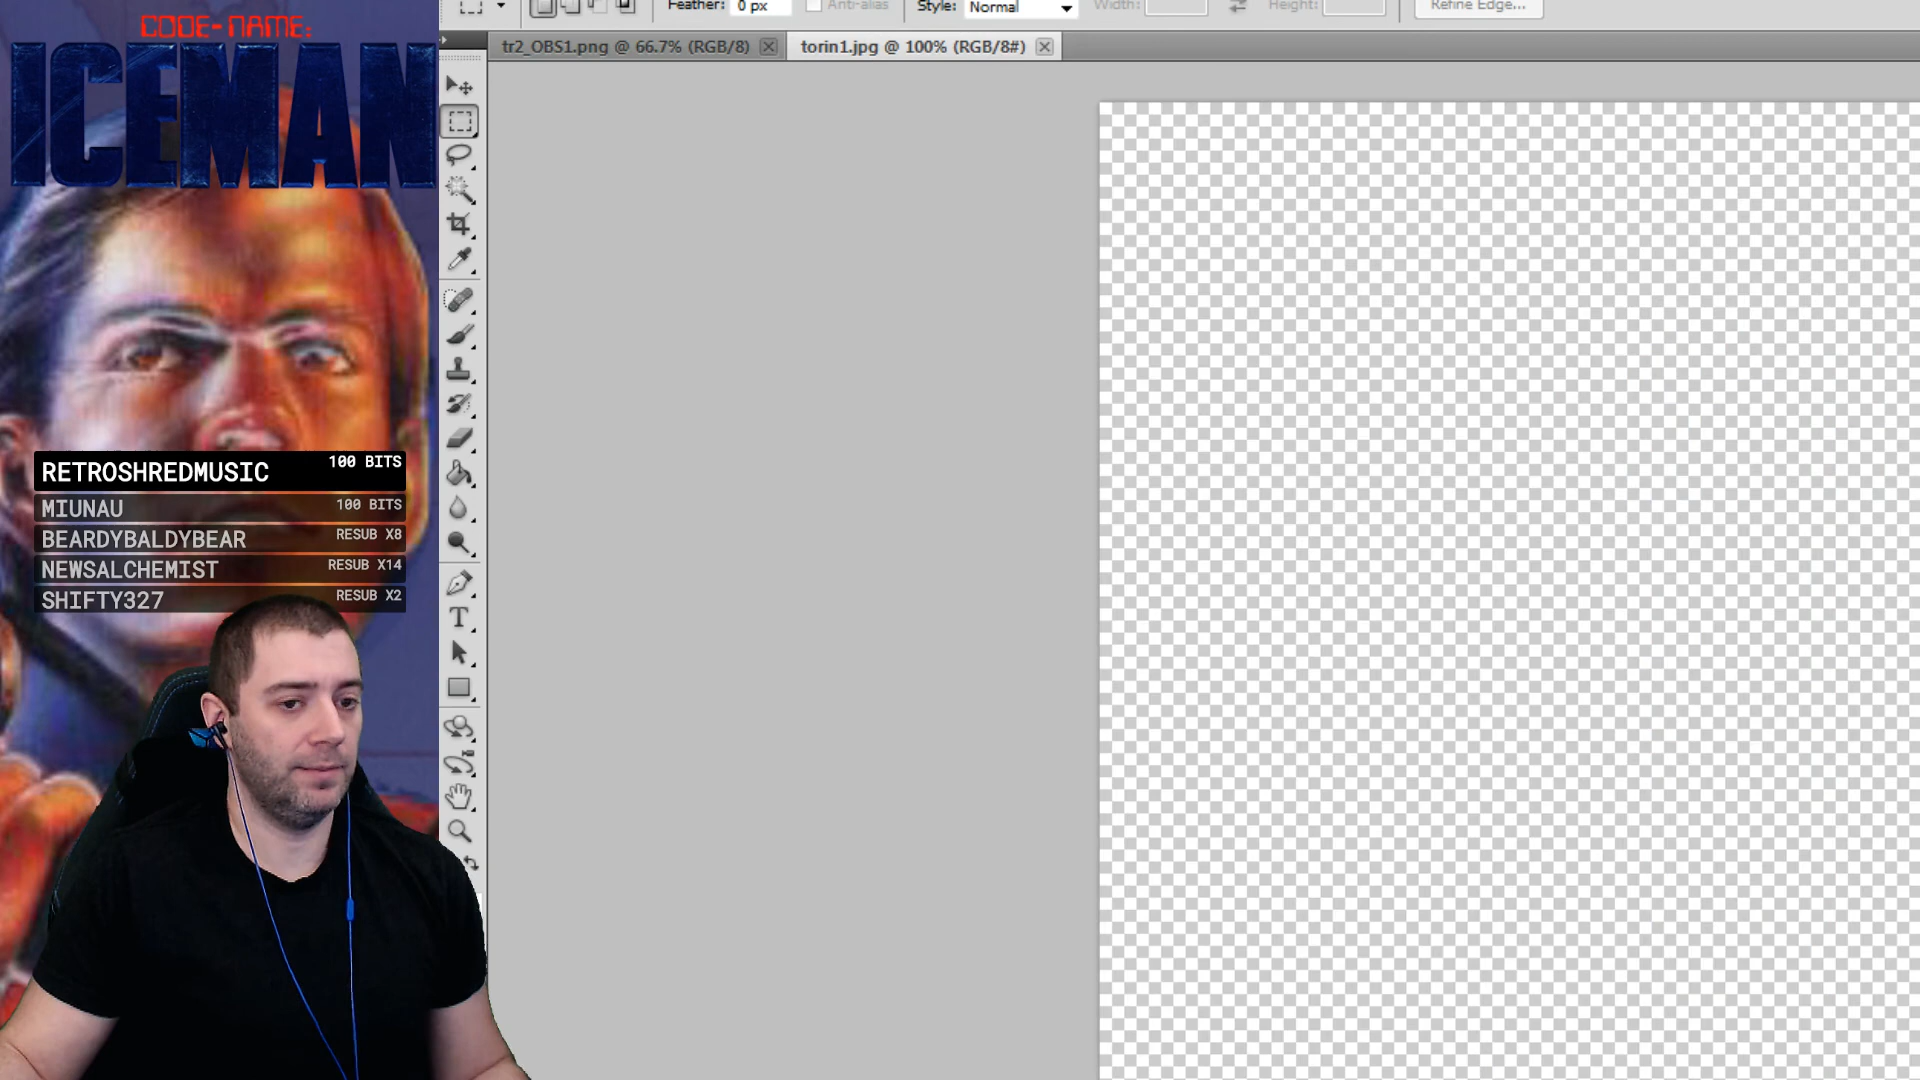 CODE-NAME:
ICEMAN
Feather: 0 px Anti-alias Style: Normal Width: Height: Refine Edge...
tr2_OBS1.png @ 66.7% (RGB/8) torin1.jpg @ 100% (RGB/8#)
RETROSHREDMUSIC 100 BITS
MIUNAU 100 BITS
BEARDYBALDYBEAR RESUB X8
NEWSALCHEMIST RESUB X14
SHIFTY327 RESUB X2